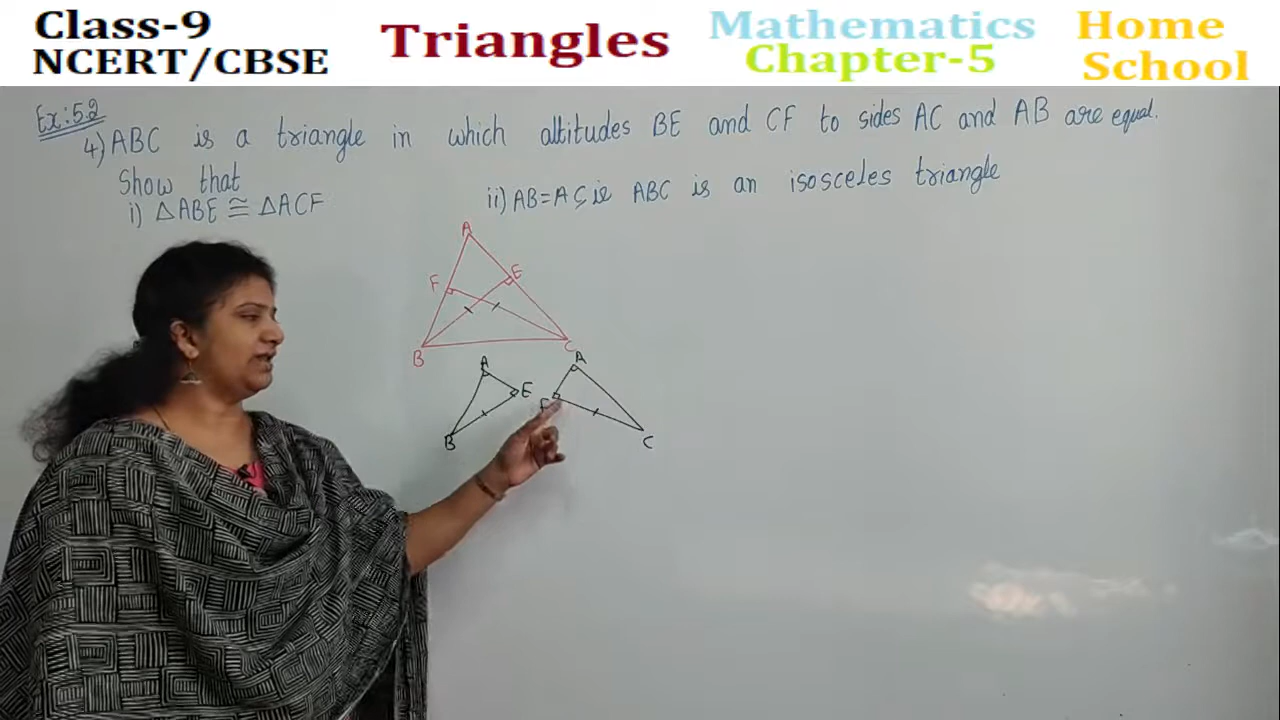 Class-9
NCERT/CBSE
Triangles
Mathematics
Chapter-5
Home
School
Ex:5.2
4) ABC is a triangle in which altitudes BE and CF to sides AC and AB are equal.
Show that
i) △ABE ≅ △ACF
ii) AB=AC, ie ABC is an isosceles triangle
A
F
E
B
C
A
E
B
A
F
C